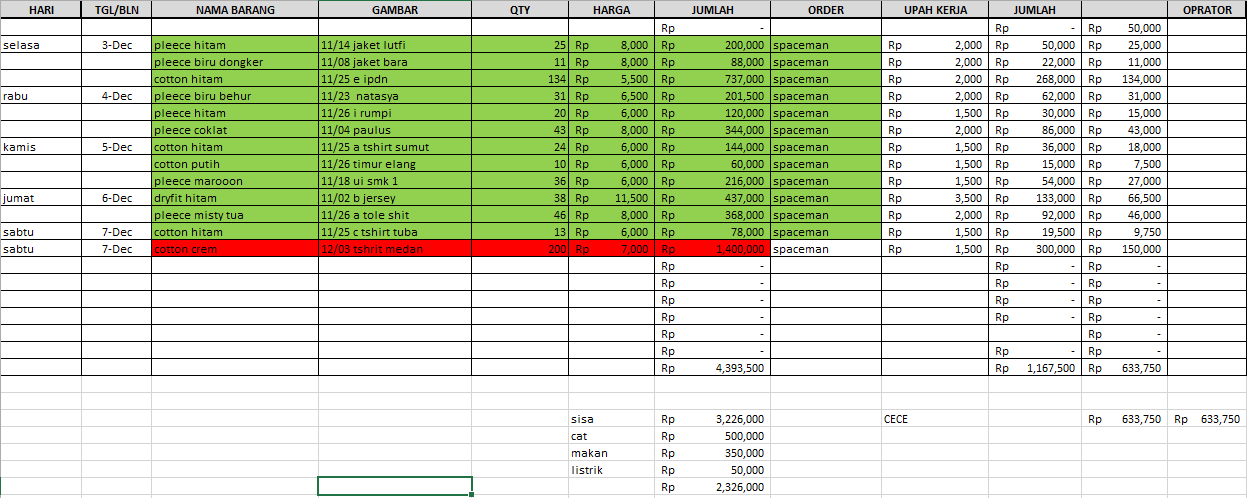 HARI TGL/BLN NAMA BARANG GAMBAR QTY HARGA JUMLAH ORDER UPAH KERJA JUMLAH OPRATOR
Rp - Rp - Rp 50,000
selasa 3-Dec pleece hitam 11/14 jaket lutfi 25 Rp 8,000 Rp 200,000 spaceman Rp 2,000 Rp 50,000 Rp 25,000
pleece biru dongker 11/08 jaket bara 11 Rp 8,000 Rp 88,000 spaceman Rp 2,000 Rp 22,000 Rp 11,000
cotton hitam 11/25 e ipdn 134 Rp 5,500 Rp 737,000 spaceman Rp 2,000 Rp 268,000 Rp 134,000
rabu 4-Dec pleece biru behur 11/23 natasya 31 Rp 6,500 Rp 201,500 spaceman Rp 2,000 Rp 62,000 Rp 31,000
pleece hitam 11/26 i rumpi 20 Rp 6,000 Rp 120,000 spaceman Rp 1,500 Rp 30,000 Rp 15,000
pleece coklat 11/04 paulus 43 Rp 8,000 Rp 344,000 spaceman Rp 2,000 Rp 86,000 Rp 43,000
kamis 5-Dec cotton hitam 11/25 a tshirt sumut 24 Rp 6,000 Rp 144,000 spaceman Rp 1,500 Rp 36,000 Rp 18,000
cotton putih 11/26 timur elang 10 Rp 6,000 Rp 60,000 spaceman Rp 1,500 Rp 15,000 Rp 7,500
pleece marooon 11/18 ui smk 1 36 Rp 6,000 Rp 216,000 spaceman Rp 1,500 Rp 54,000 Rp 27,000
jumat 6-Dec dryfit hitam 11/02 b jersey 38 Rp 11,500 Rp 437,000 spaceman Rp 3,500 Rp 133,000 Rp 66,500
pleece misty tua 11/26 a tole shit 46 Rp 8,000 Rp 368,000 spaceman Rp 2,000 Rp 92,000 Rp 46,000
sabtu 7-Dec cotton hitam 11/25 c tshirt tuba 13 Rp 6,000 Rp 78,000 spaceman Rp 1,500 Rp 19,500 Rp 9,750
sabtu 7-Dec cotton crem 12/03 tshrit medan 200 Rp 7,000 Rp 1,400,000 spaceman Rp 1,500 Rp 300,000 Rp 150,000
Rp - Rp - Rp -
Rp - Rp - Rp -
Rp - Rp - Rp -
Rp - Rp - Rp -
Rp - Rp -
Rp - Rp - Rp -
Rp 4,393,500 Rp 1,167,500 Rp 633,750
sisa Rp 3,226,000 CECE Rp 633,750 Rp 633,750
cat Rp 500,000
makan Rp 350,000
listrik Rp 50,000
Rp 2,326,000